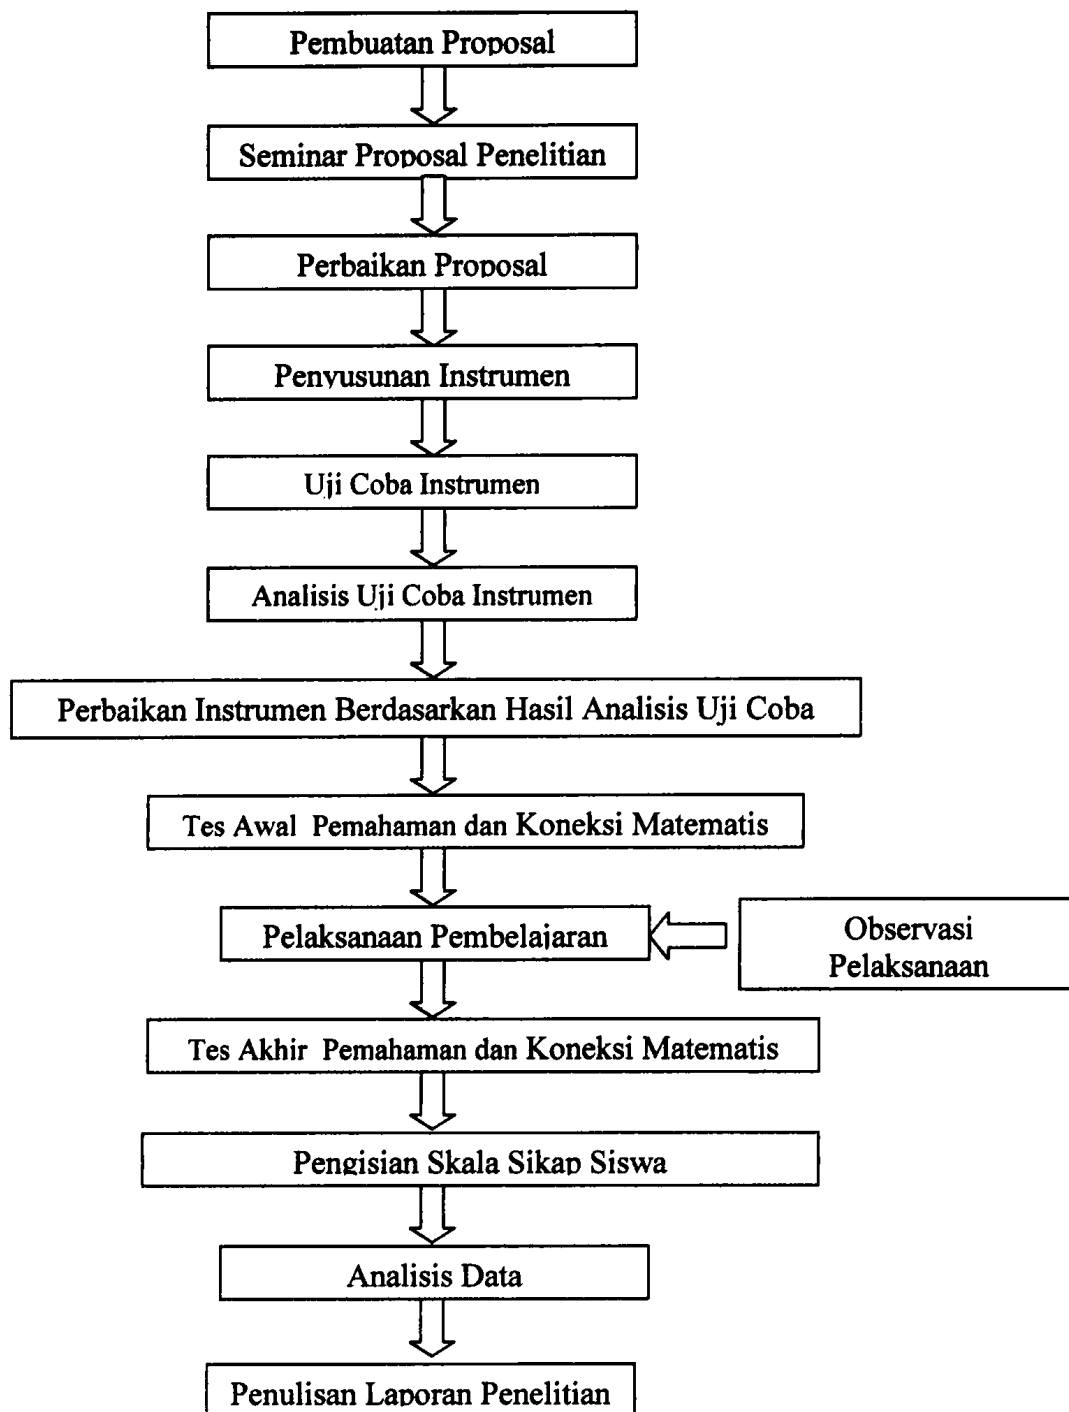 Pembuatan Proposal
Seminar Proposal Penelitian
Perbaikan Proposal
Penyusunan Instrumen
Uji Coba Instrumen
Analisis Uji Coba Instrumen
Perbaikan Instrumen Berdasarkan Hasil Analisis Uji Coba
Tes Awal Pemahaman dan Koneksi Matematis
Pelaksanaan Pembelajaran
Observasi
Pelaksanaan
Tes Akhir Pemahaman dan Koneksi Matematis
Pengisian Skala Sikap Siswa
Analisis Data
Penulisan Laporan Penelitian